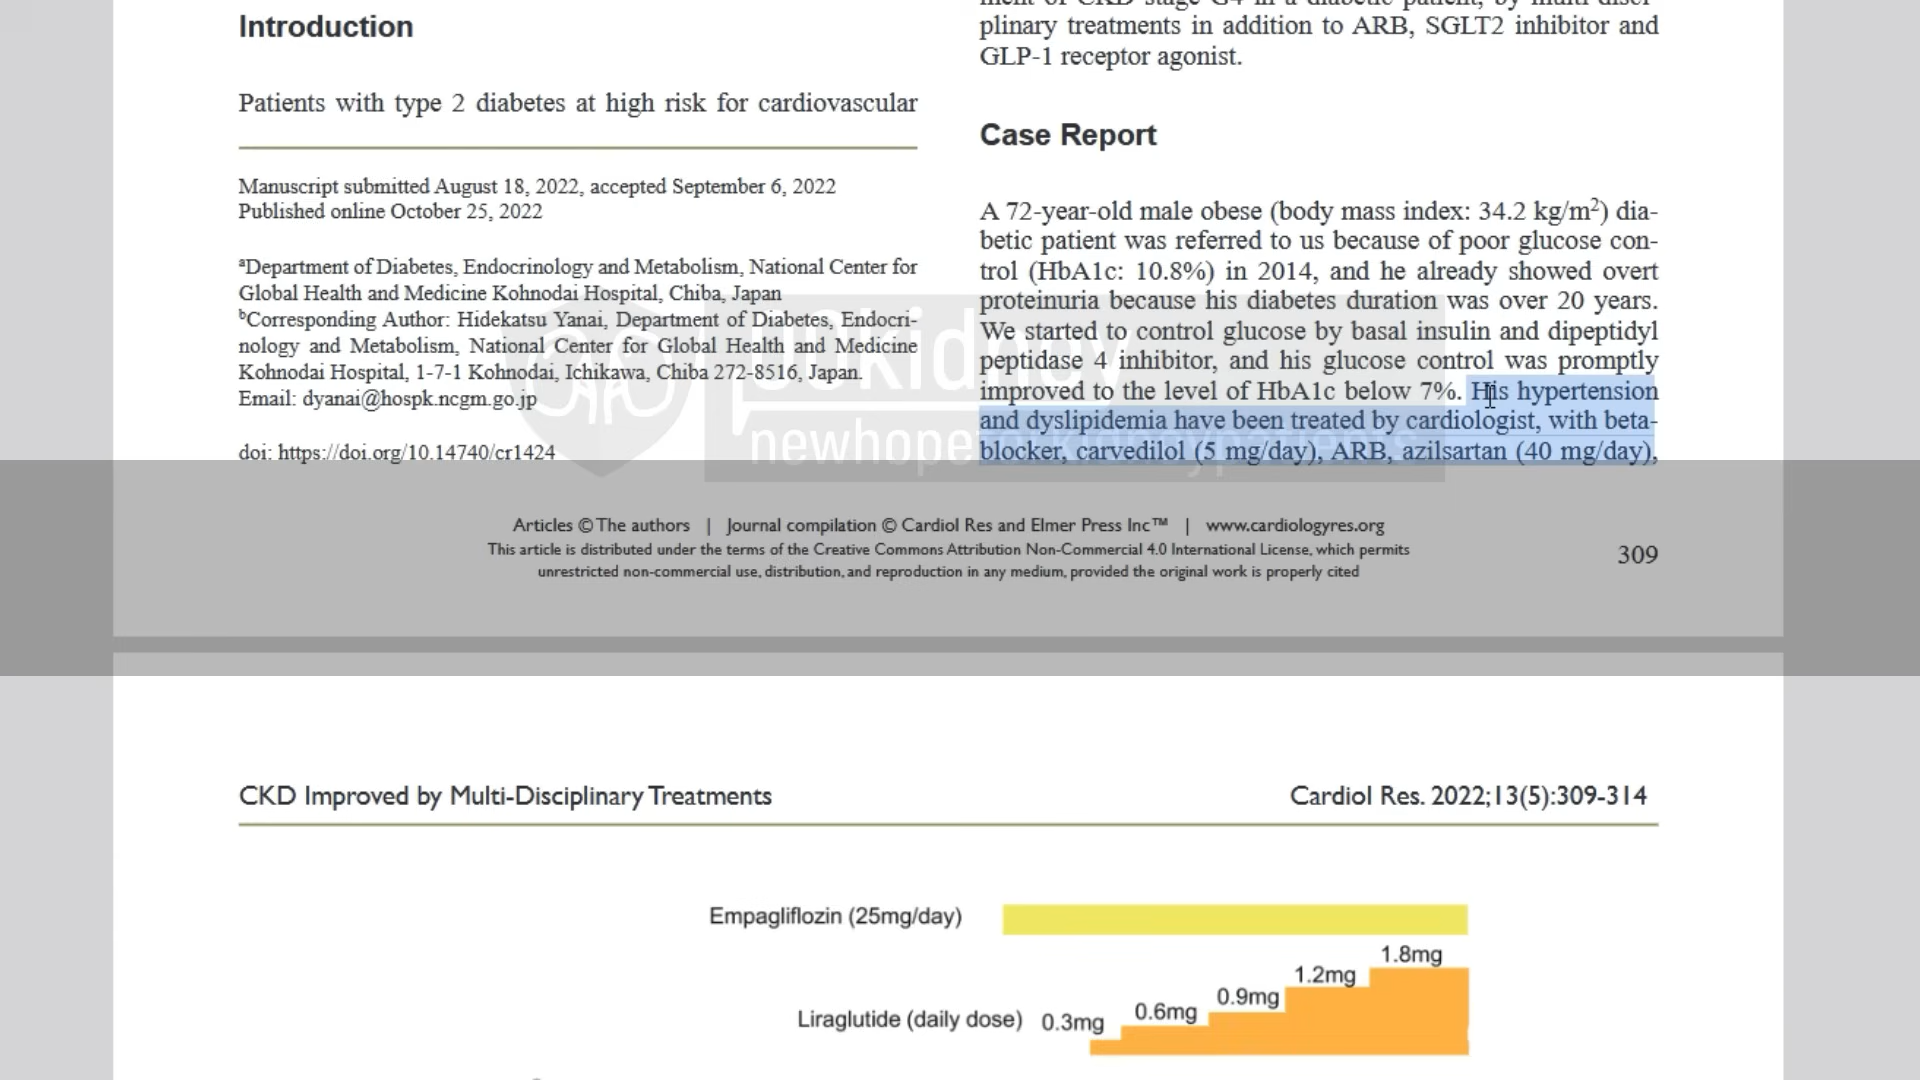 Introduction
Patients with type 2 diabetes at high risk for cardiovascular
Manuscript submitted August 18, 2022, accepted September 6, 2022
Published online October 25, 2022
aDepartment of Diabetes, Endocrinology and Metabolism, National Center for
Global Health and Medicine Kohnodai Hospital, Chiba, Japan
bCorresponding Author: Hidekatsu Yanai, Department of Diabetes, Endocri-
nology and Metabolism, National Center for Global Health and Medicine
Kohnodai Hospital, 1-7-1 Kohnodai, Ichikawa, Chiba 272-8516, Japan.
Email: dyanai@hospk.ncgm.go.jp
doi: https://doi.org/10.14740/cr1424
plinary treatments in addition to ARB, SGLT2 inhibitor and
GLP-1 receptor agonist.
Case Report
A 72-year-old male obese (body mass index: 34.2 kg/m2) dia-
betic patient was referred to us because of poor glucose con-
trol (HbA1c: 10.8%) in 2014, and he already showed overt
proteinuria because his diabetes duration was over 20 years.
We started to control glucose by basal insulin and dipeptidyl
peptidase 4 inhibitor, and his glucose control was promptly
improved to the level of HbA1c below 7%. His hypertension
and dyslipidemia have been treated by cardiologist, with beta-
blocker, carvedilol (5 mg/day), ARB, azilsartan (40 mg/day),
Articles © The authors | Journal compilation © Cardiol Res and Elmer Press Inc™ | www.cardiologyres.org
This article is distributed under the terms of the Creative Commons Attribution Non-Commercial 4.0 International License, which permits
unrestricted non-commercial use, distribution, and reproduction in any medium, provided the original work is properly cited
309
CKD Improved by Multi-Disciplinary Treatments
Cardiol Res. 2022;13(5):309-314
Empagliflozin (25mg/day)
1.8mg
1.2mg
0.9mg
0.6mg
Liraglutide (daily dose) 0.3mg